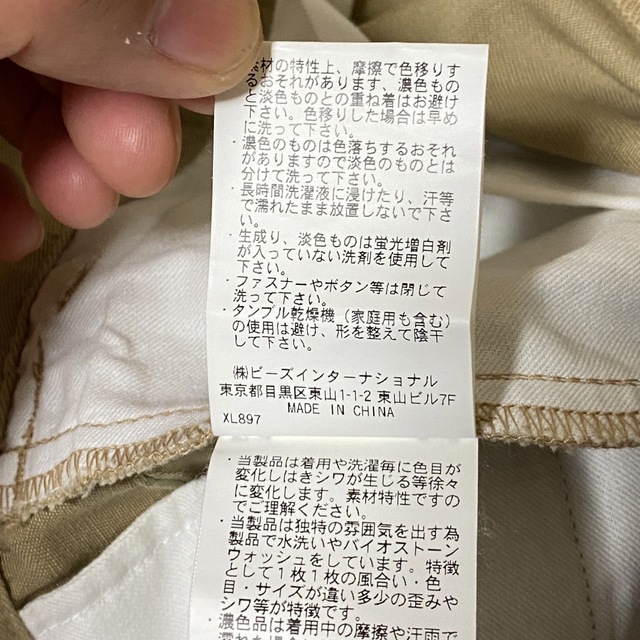 材の特性上、摩擦で色移りす
るおそれがあります、濃色もの
と淡色ものとの重ね着はお避け
下さい。色移りした場合は早め
に洗って下さい。
・濃色のものは色落ちするおそれ
がありますので淡色のものとは
分けて洗って下さい。
・長時間洗濯液に浸けたり、汗等
で濡れたまま放置しないで下さ
い。
・生成り、淡色ものは蛍光増白剤
が入っていない洗剤を使用して
下さい。
・ファスナーやボタン等は閉じて
洗って下さい。
・タンブル乾燥機（家庭用も含む）
の使用は避け、形を整えて陰干
して下さい。
㈱ビーズインターナショナル
東京都目黒区東山1-1-2 東山ビル7F
MADE IN CHINA
XL897
・当製品は着用や洗濯毎に色目が
変化しはきシワが生じる等徐々
に変化します。素材特性ですの
でご理解ください。
・当製品は独特の雰囲気を出す為
製品で水洗いやバイオストーン
ウォッシュをしています。特徴
として1枚1枚の風合い・色
目・サイズが違い多少の歪みや
シワ等が特徴です。
・濃色品は着用中の摩擦や汗雨で